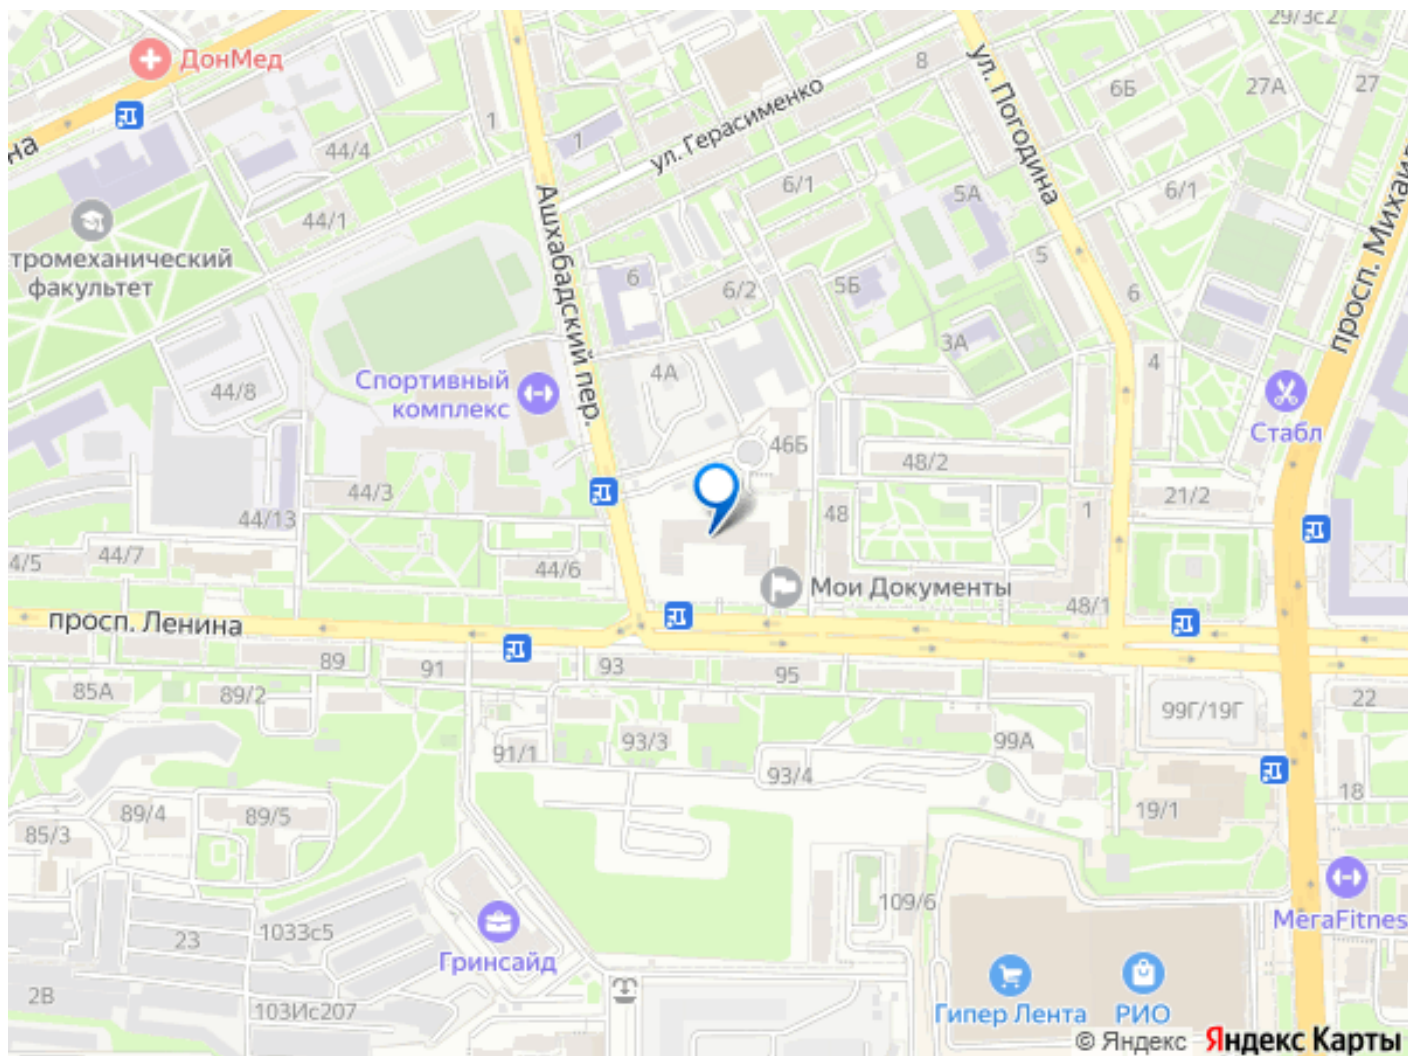 29/3с2
ДонМед
8
27
6Б
27А
на
1
1
44/4
ул. Герасименко
ул. Погодина
6/1
5А
6/1
44/1
Ашхабадский пер.
просп. Михаил
тромеханический
факультет
5
6
6/2
5Б
6
3А
4
4А
Спортивный
комплекс
44/8
Стабл
46Б
48/2
44/3
21/2
48
1
44/13
4/5
44/7
44/6
Мои Документы
48/1
просп. Ленина
89
91
93
95
85А
89/2
22
99Г/19Г
93/3
99А
91/1
93/4
18
19/1
89/4
89/5
85/3
109/6
МегаFitnes
1033с5
23
Гринсайд
2В
103Ис207
Гипер Лента
РИО
© Яндекс Яндекс Карты